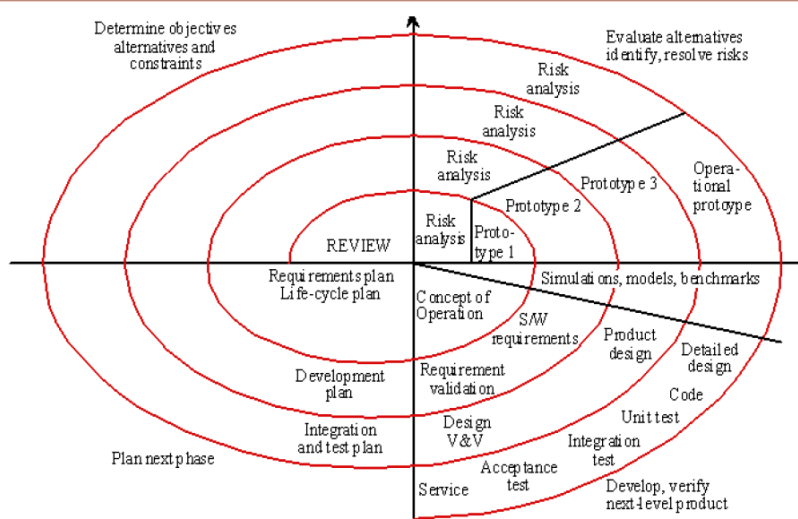 Determine objectives
alternatives and
constraints
Evaluate alternatives
identify, resolve risks
Risk
analysis
Risk
analysis
Risk
analysis
Opera-
tional
protoype
Prototype 3
Prototype 2
Risk
analysis
Proto-
type 1
REVIEW
Requirements plan
Life-cycle plan
Simulations, models, benchmarks
Concept of
Operation
S/W
requirements
Product
design
Detailed
design
Development
plan
Requirement
validation
Code
Unit test
Integration
and test plan
Design
V&V
Integration
test
Plan next phase
Acceptance
test
Service
Develop, verify
next-level product